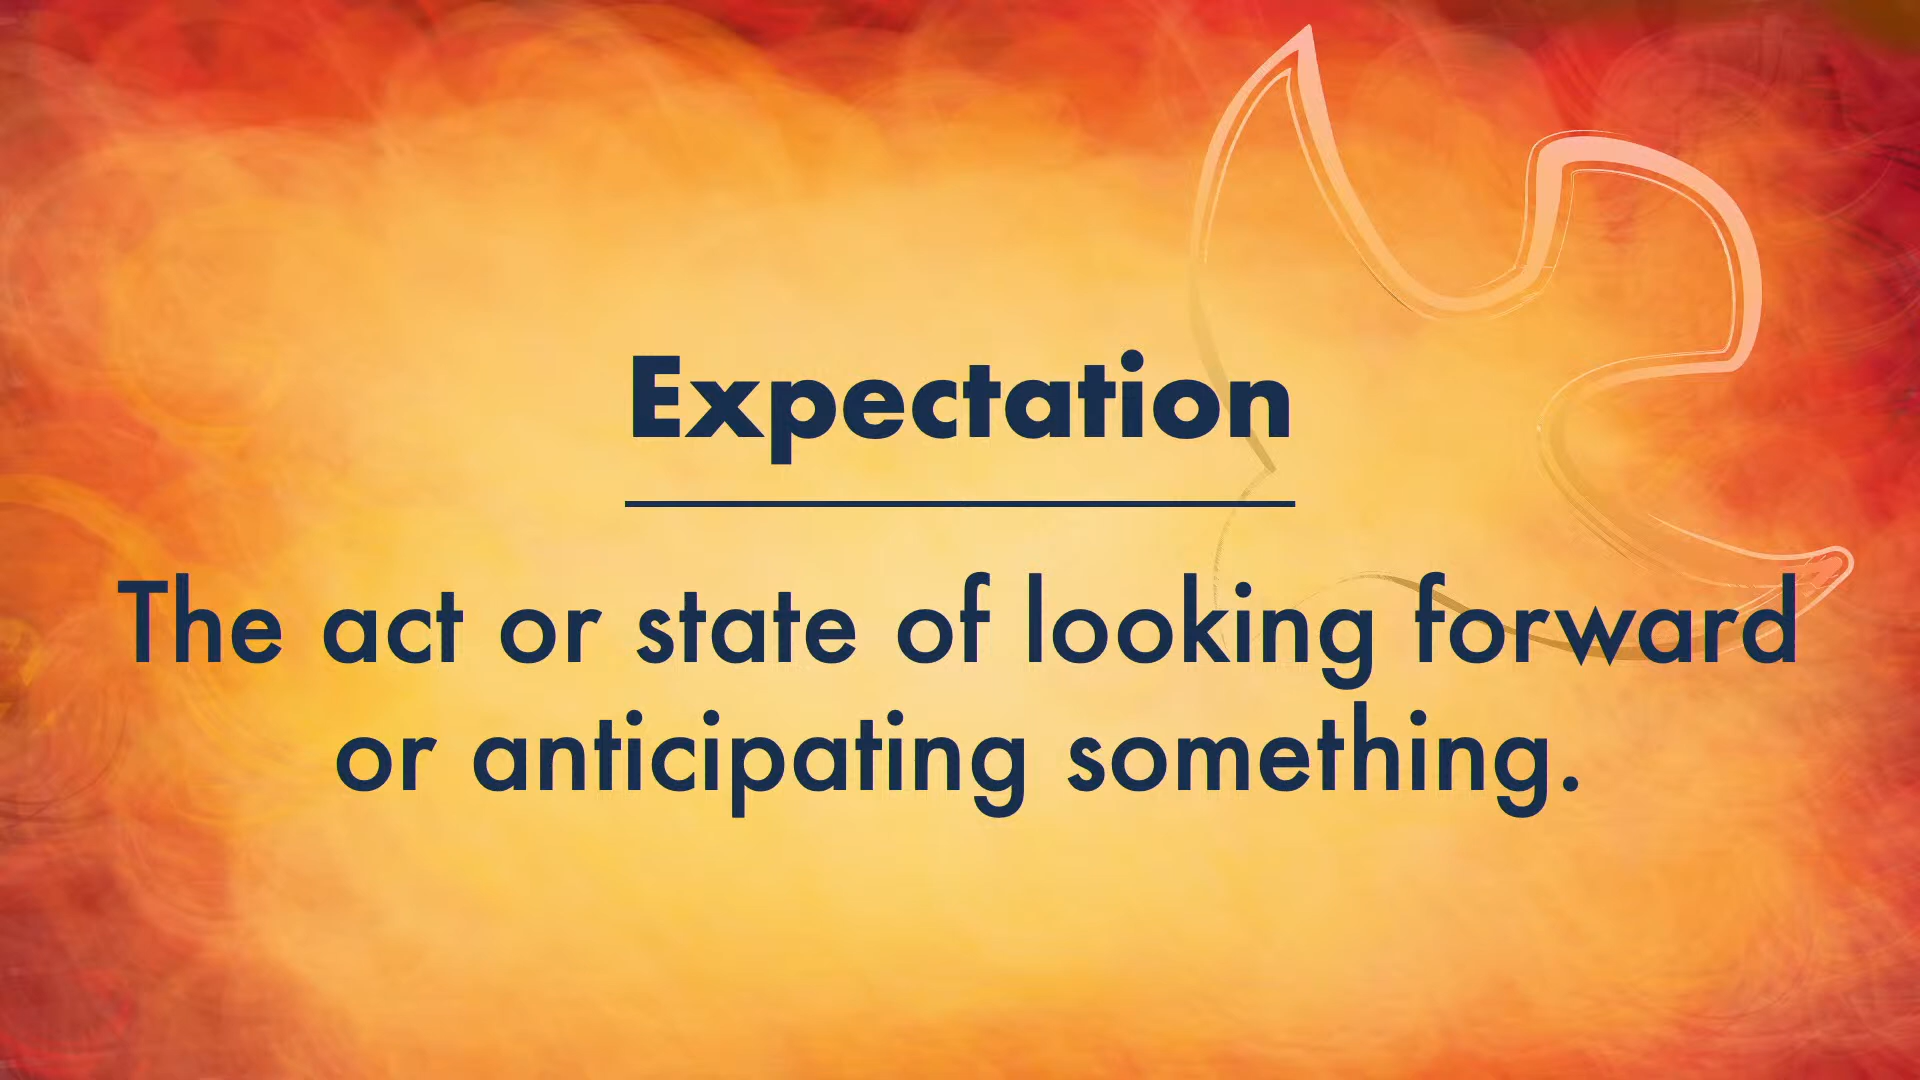 Expectation
The act or state of looking forward
or anticipating something.